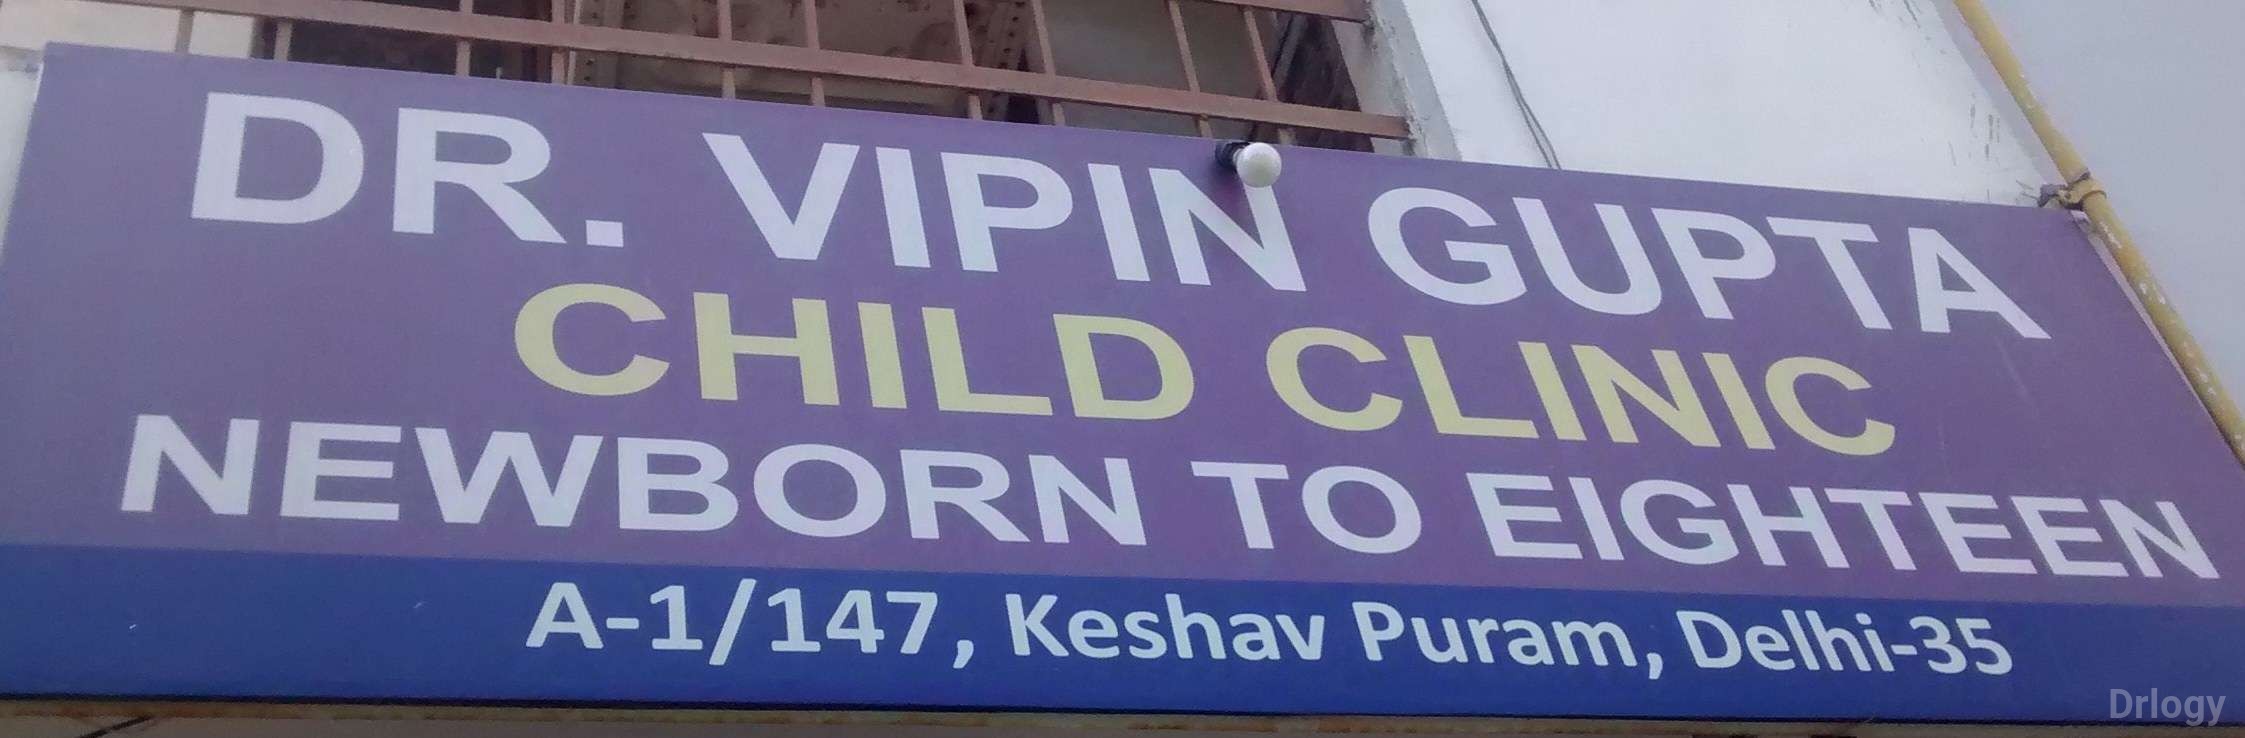 DR. VIPIN GUPTA
CHILD CLINIC
NEWBORN TO EIGHTEEN
A-1/147, Keshav Puram, Delhi-35
Drlogy